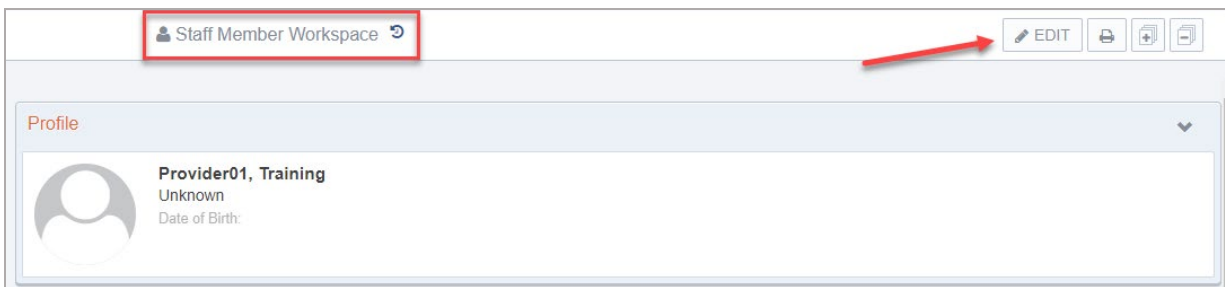 Staff Member Workspace
EDIT
Profile
Provider01, Training
Unknown
Date of Birth: